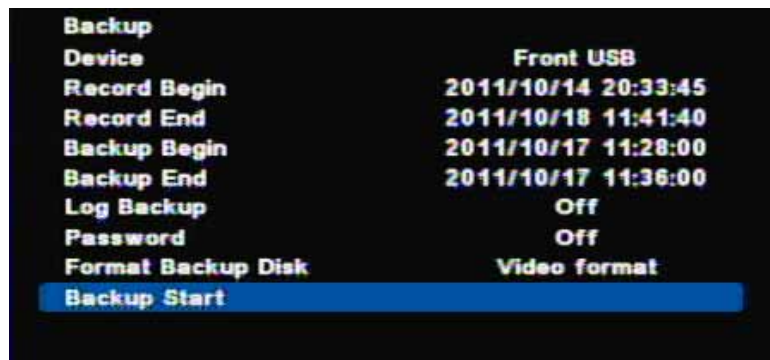 Backup
Device Front USB
Record Begin 2011/10/14 20:33:45
Record End 2011/10/18 11:41:40
Backup Begin 2011/10/17 11:28:00
Backup End 2011/10/17 11:36:00
Log Backup Off
Password Off
Format Backup Disk Video format
Backup Start